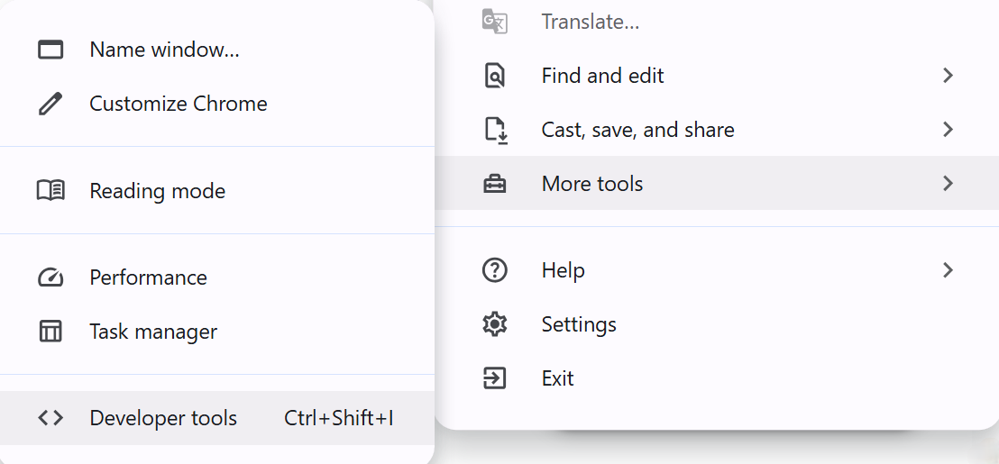 Name window...
Customize Chrome
Reading mode
Performance
Task manager
Developer tools Ctrl+Shift+I
Translate...
Find and edit
Cast, save, and share
More tools
Help
Settings
Exit